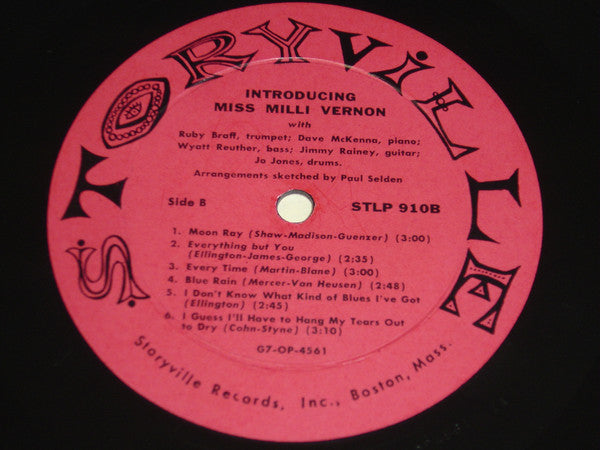 STORYViLLE
INTRODUCING
MISS MILLI VERNON
with
Ruby Braff, trumpet; Dave McKenna, piano;
Wyatt Reuther, bass; Jimmy Rainey, guitar;
Jo Jones, drums.
Arrangements sketched by Paul Selden
Side B STLP 910B
1. Moon Ray (Shaw-Madison-Guenzer) (3:00)
2. Everything but You
(Ellington-James-George) (2:35)
3. Every Time (Martin-Blane) (3:00)
4. Blue Rain (Mercer-Van Heusen) (2:48)
5. I Don't Know What Kind of Blues I've Got
(Ellington) (2:45)
6. I Guess I'll Have to Hang My Tears Out
to Dry (Cohn-Styne) (3:10)
G7-OP-4561
Storyville Records, Inc., Boston, Mass.